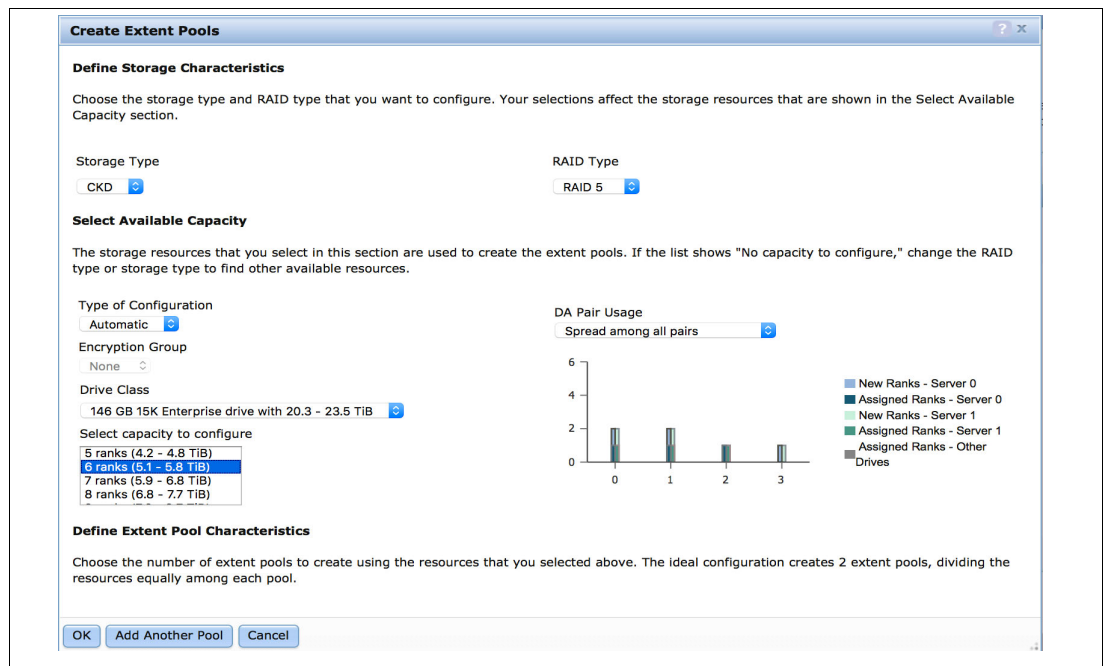 Create Extent Pools
? x
Define Storage Characteristics
Choose the storage type and RAID type that you want to configure. Your selections affect the storage resources that are shown in the Select Available
Capacity section.
Storage Type
RAID Type
CKD
RAID 5
Select Available Capacity
The storage resources that you select in this section are used to create the extent pools. If the list shows "No capacity to configure," change the RAID
type or storage type to find other available resources.
Type of Configuration
Automatic
Encryption Group
None
Drive Class
146 GB 15K Enterprise drive with 20.3 - 23.5 TiB
Select capacity to configure
5 ranks (4.2 - 4.8 TiB)
6 ranks (5.1 - 5.8 TiB)
7 ranks (5.9 - 6.8 TiB)
8 ranks (6.8 - 7.7 TiB)
DA Pair Usage
Spread among all pairs
6
4
2
0
0 1 2 3
New Ranks - Server 0
Assigned Ranks - Server 0
New Ranks - Server 1
Assigned Ranks - Server 1
Assigned Ranks - Other
Drives
Define Extent Pool Characteristics
Choose the number of extent pools to create using the resources that you selected above. The ideal configuration creates 2 extent pools, dividing the
resources equally among each pool.
OK
Add Another Pool
Cancel